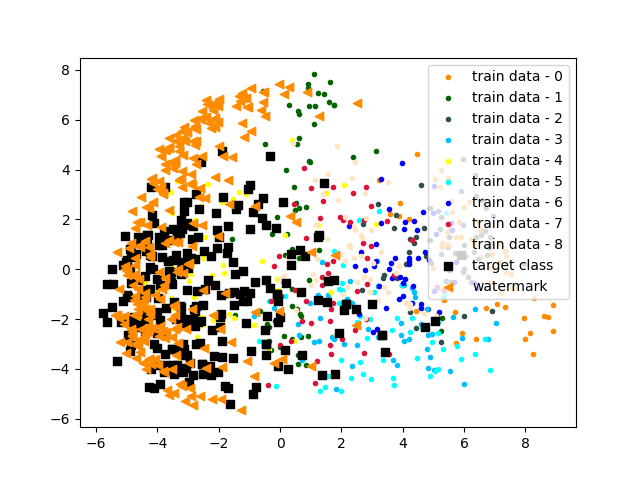 8
6
4
2
0
−2
−4
−6
−6 −4 −2 0 2 4 6 8
train data - 0
train data - 1
train data - 2
train data - 3
train data - 4
train data - 5
train data - 6
train data - 7
train data - 8
target class
watermark